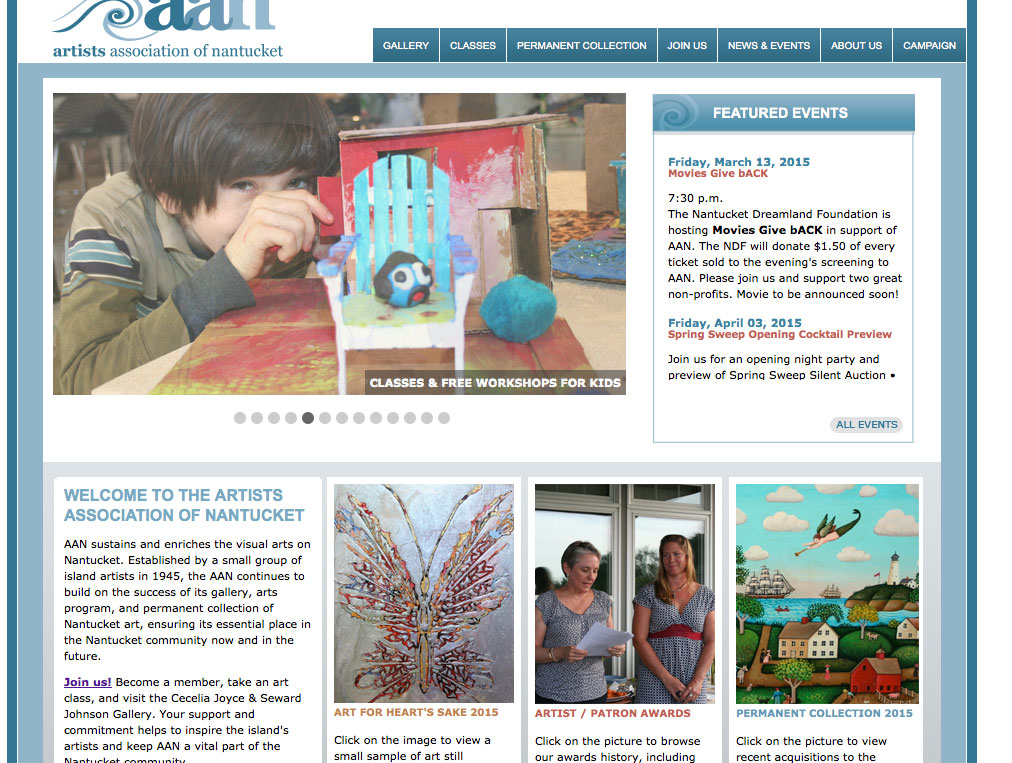 aan
artists association of nantucket
GALLERY
CLASSES
PERMANENT COLLECTION
JOIN US
NEWS & EVENTS
ABOUT US
CAMPAIGN
CLASSES & FREE WORKSHOPS FOR KIDS
FEATURED EVENTS
Friday, March 13, 2015
Movies Give bACK
7:30 p.m.
The Nantucket Dreamland Foundation is
hosting Movies Give bACK in support of
AAN. The NDF will donate $1.50 of every
ticket sold to the evening's screening to
AAN. Please join us and support two great
non-profits. Movie to be announced soon!
Friday, April 03, 2015
Spring Sweep Opening Cocktail Preview
Join us for an opening night party and
preview of Spring Sweep Silent Auction •
ALL EVENTS
WELCOME TO THE ARTISTS
ASSOCIATION OF NANTUCKET
AAN sustains and enriches the visual arts on
Nantucket. Established by a small group of
island artists in 1945, the AAN continues to
build on the success of its gallery, arts
program, and permanent collection of
Nantucket art, ensuring its essential place in
the Nantucket community now and in the
future.
Join us! Become a member, take an art
class, and visit the Cecelia Joyce & Seward
Johnson Gallery. Your support and
commitment helps to inspire the island's
artists and keep AAN a vital part of the
Nantucket community.
ART FOR HEART'S SAKE 2015
Click on the image to view a
small sample of art still
ARTIST / PATRON AWARDS
Click on the picture to browse
our awards history, including
PERMANENT COLLECTION 2015
Click on the picture to view
recent acquisitions to the